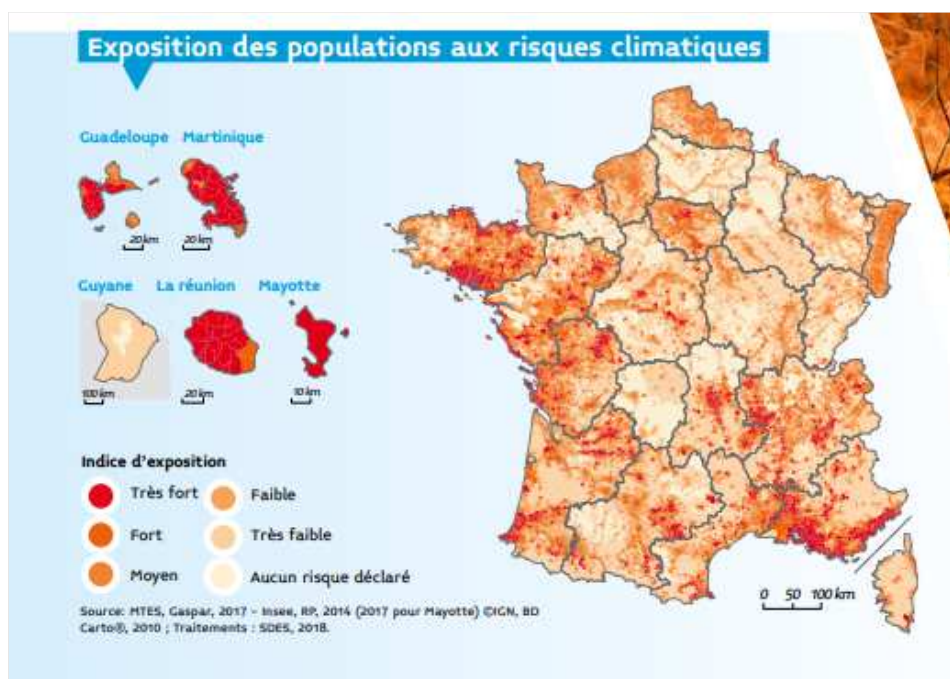 Exposition des populations aux risques climatiques
Guadeloupe Martinique
20 km 20 km
Guyane La réunion Mayotte
100 km 20 km 10 km
Indice d'exposition
Très fort
Fort
Moyen
Faible
Très faible
Aucun risque déclaré
0 50 100 km
Source: MTES, Gaspar, 2017 - Insee, RP, 2014 (2017 pour Mayotte) ©IGN, BD
Carto®, 2010 ; Traitements : SDES, 2018.